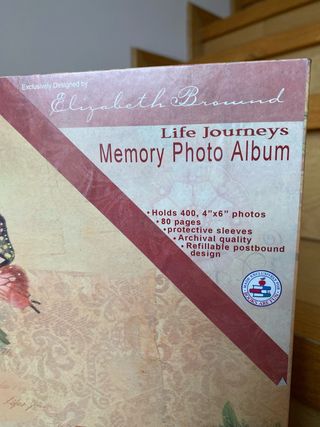 Exclusively Designed by
Elizabeth Brownd
Life Journeys
Memory Photo Album
• Holds 400, 4"x6" photos
• 80 pages
• protective sleeves
• Archival quality
• Refillable postbound
design